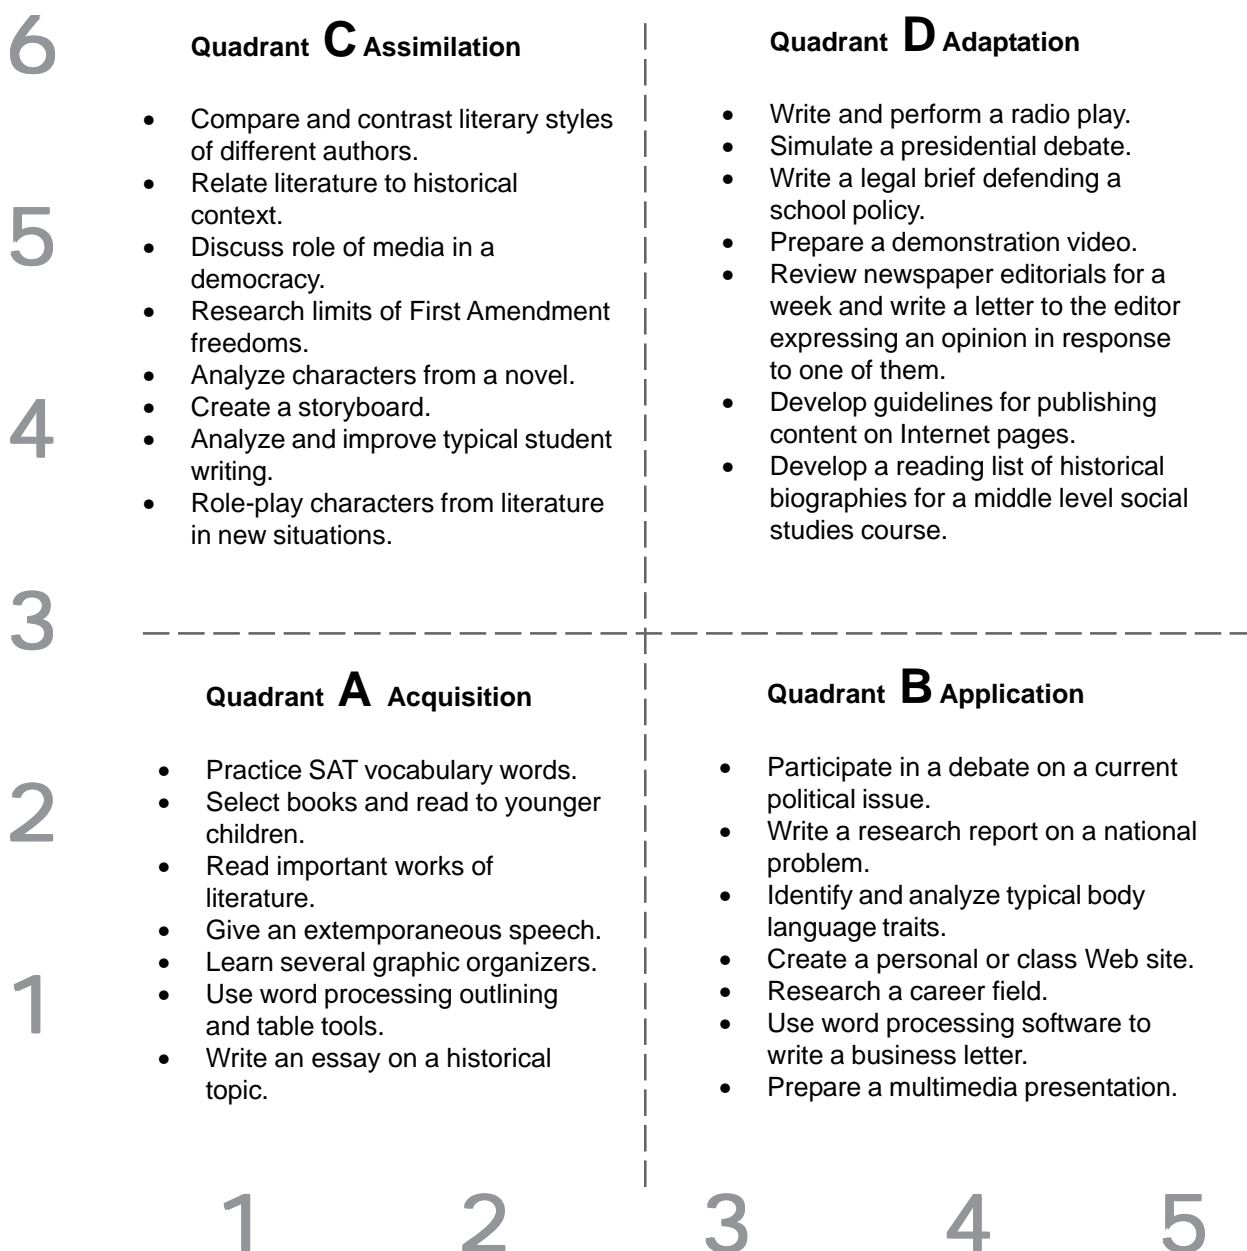 6
Quadrant C Assimilation
• Compare and contrast literary styles
of different authors.
• Relate literature to historical
context.
5
• Discuss role of media in a
democracy.
• Research limits of First Amendment
freedoms.
• Analyze characters from a novel.
4
• Create a storyboard.
• Analyze and improve typical student
writing.
• Role-play characters from literature
in new situations.
3
Quadrant D Adaptation
• Write and perform a radio play.
• Simulate a presidential debate.
• Write a legal brief defending a
school policy.
• Prepare a demonstration video.
• Review newspaper editorials for a
week and write a letter to the editor
expressing an opinion in response
to one of them.
• Develop guidelines for publishing
content on Internet pages.
• Develop a reading list of historical
biographies for a middle level social
studies course.
Quadrant A Acquisition
• Practice SAT vocabulary words.
2
• Select books and read to younger
children.
• Read important works of
literature.
• Give an extemporaneous speech.
• Learn several graphic organizers.
1
• Use word processing outlining
and table tools.
• Write an essay on a historical
topic.
Quadrant B Application
• Participate in a debate on a current
political issue.
• Write a research report on a national
problem.
• Identify and analyze typical body
language traits.
• Create a personal or class Web site.
• Research a career field.
• Use word processing software to
write a business letter.
• Prepare a multimedia presentation.
1 2 3 4 5